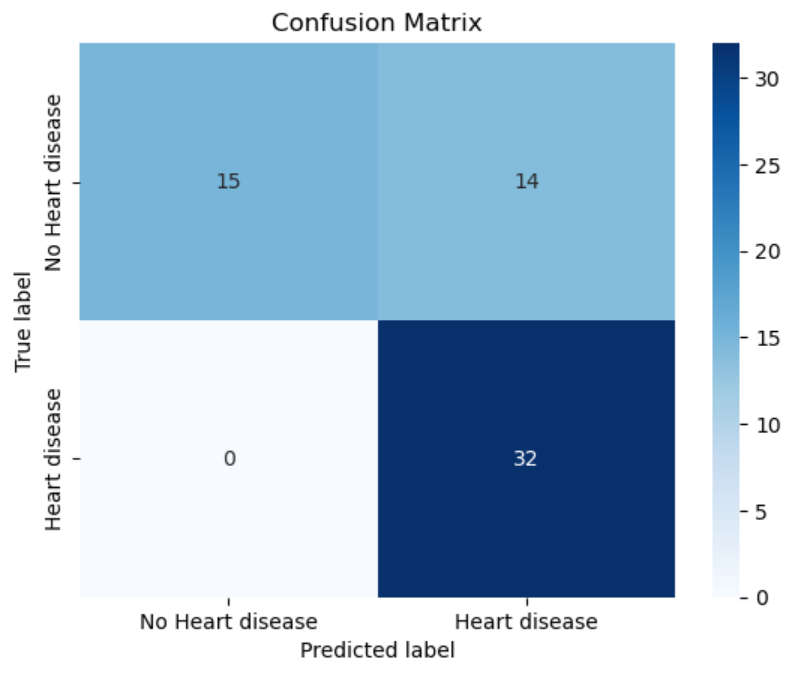 Confusion Matrix
True label
No Heart disease
Heart disease
15
14
0
32
No Heart disease
Heart disease
Predicted label
30
25
20
15
10
5
0